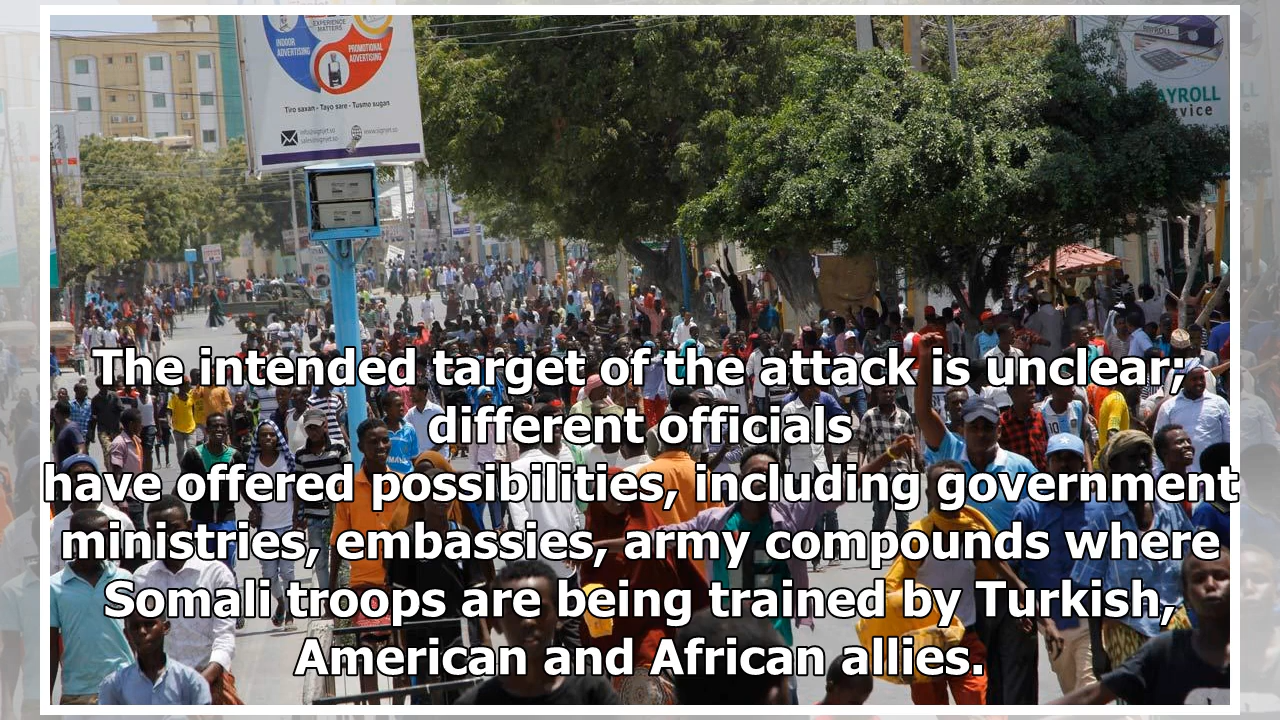 EXPERIENCE
MATTERS
INDOOR
ADVERTISING
PROMOTIONAL
ADVERTISING
Tiro saxan - Tayo sare - Tusmo sugan
AYROLL
The intended target of the attack is unclear;
different officials
have offered possibilities, including government
ministries, embassies, army compounds where
Somali troops are being trained by Turkish,
American and African allies.